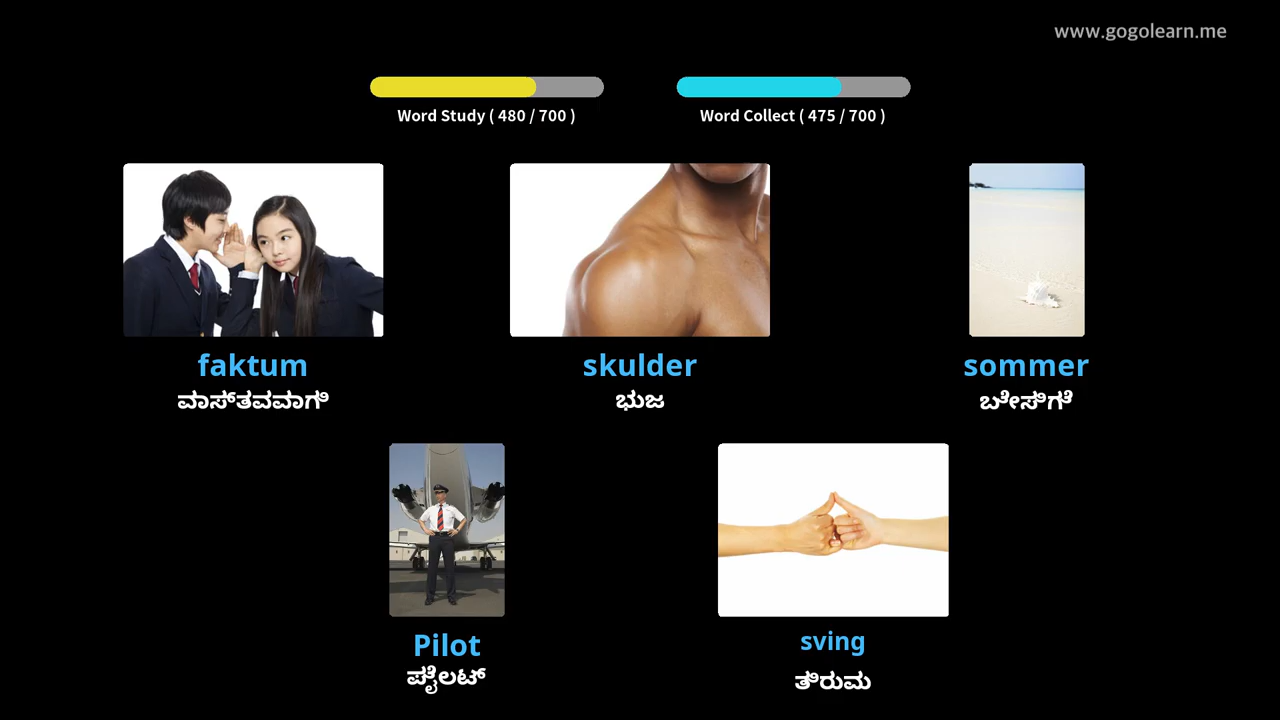 www.gogolearn.me
Word Study ( 480 / 700 )
Word Collect ( 475 / 700 )
faktum
skulder
sommer
ವಾಸ್ತವವಾಗಿ
ಭುಜ
ಬೇಸಿಗೆ
Pilot
sving
ಪೈಲಟ್
ತಿರುಮ